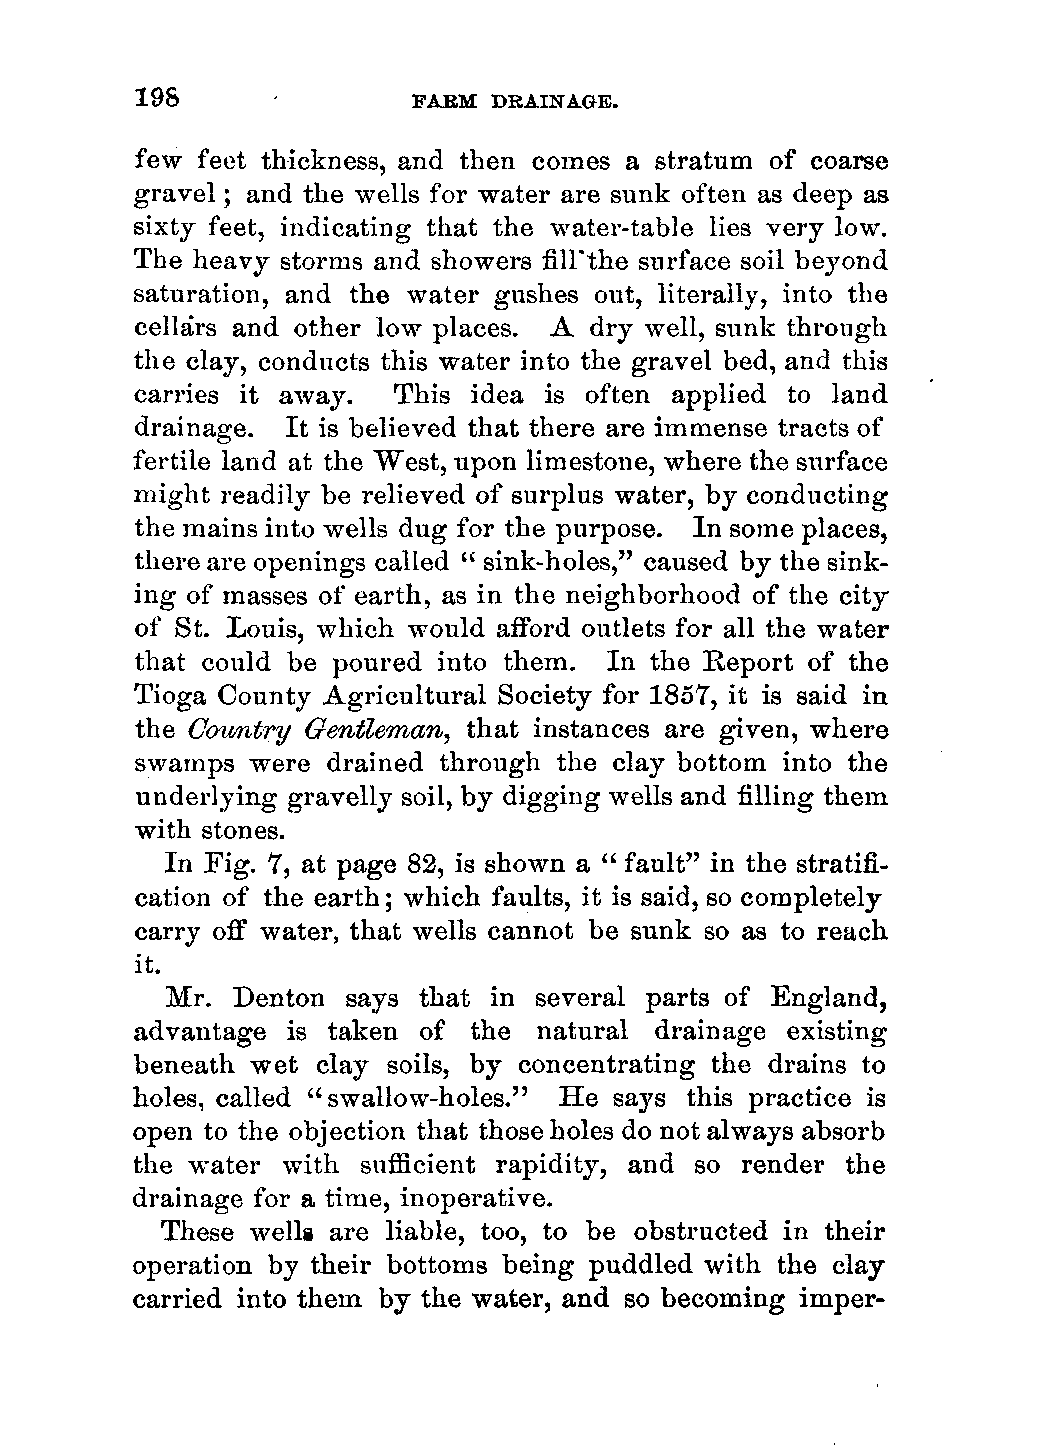 198 FARM DRAINAGE.
few feet thickness, and then comes a stratum of coarse
gravel; and the wells for water are sunk often as deep as
sixty feet, indicating that the water-table lies very low.
The heavy storms and showers fill the surface soil beyond
saturation, and the water gushes out, literally, into the
cellars and other low places. A dry well, sunk through
the clay, conducts this water into the gravel bed, and this
carries it away. This idea is often applied to land
drainage. It is believed that there are immense tracts of
fertile land at the West, upon limestone, where the surface
might readily be relieved of surplus water, by conducting
the mains into wells dug for the purpose. In some places,
there are openings called “sink-holes,” caused by the sink-
ing of masses of earth, as in the neighborhood of the city
of St. Louis, which would afford outlets for all the water
that could be poured into them. In the Report of the
Tioga County Agricultural Society for 1857, it is said in
the Country Gentleman, that instances are given, where
swamps were drained through the clay bottom into the
underlying gravelly soil, by digging wells and filling them
with stones.
In Fig. 7, at page 82, is shown a “fault” in the stratifi-
cation of the earth; which faults, it is said, so completely
carry off water, that wells cannot be sunk so as to reach
it.
Mr. Denton says that in several parts of England,
advantage is taken of the natural drainage existing
beneath wet clay soils, by concentrating the drains to
holes, called “swallow-holes.” He says this practice is
open to the objection that those holes do not always absorb
the water with sufficient rapidity, and so render the
drainage for a time, inoperative.
These wells are liable, too, to be obstructed in their
operation by their bottoms being puddled with the clay
carried into them by the water, and so becoming imper-